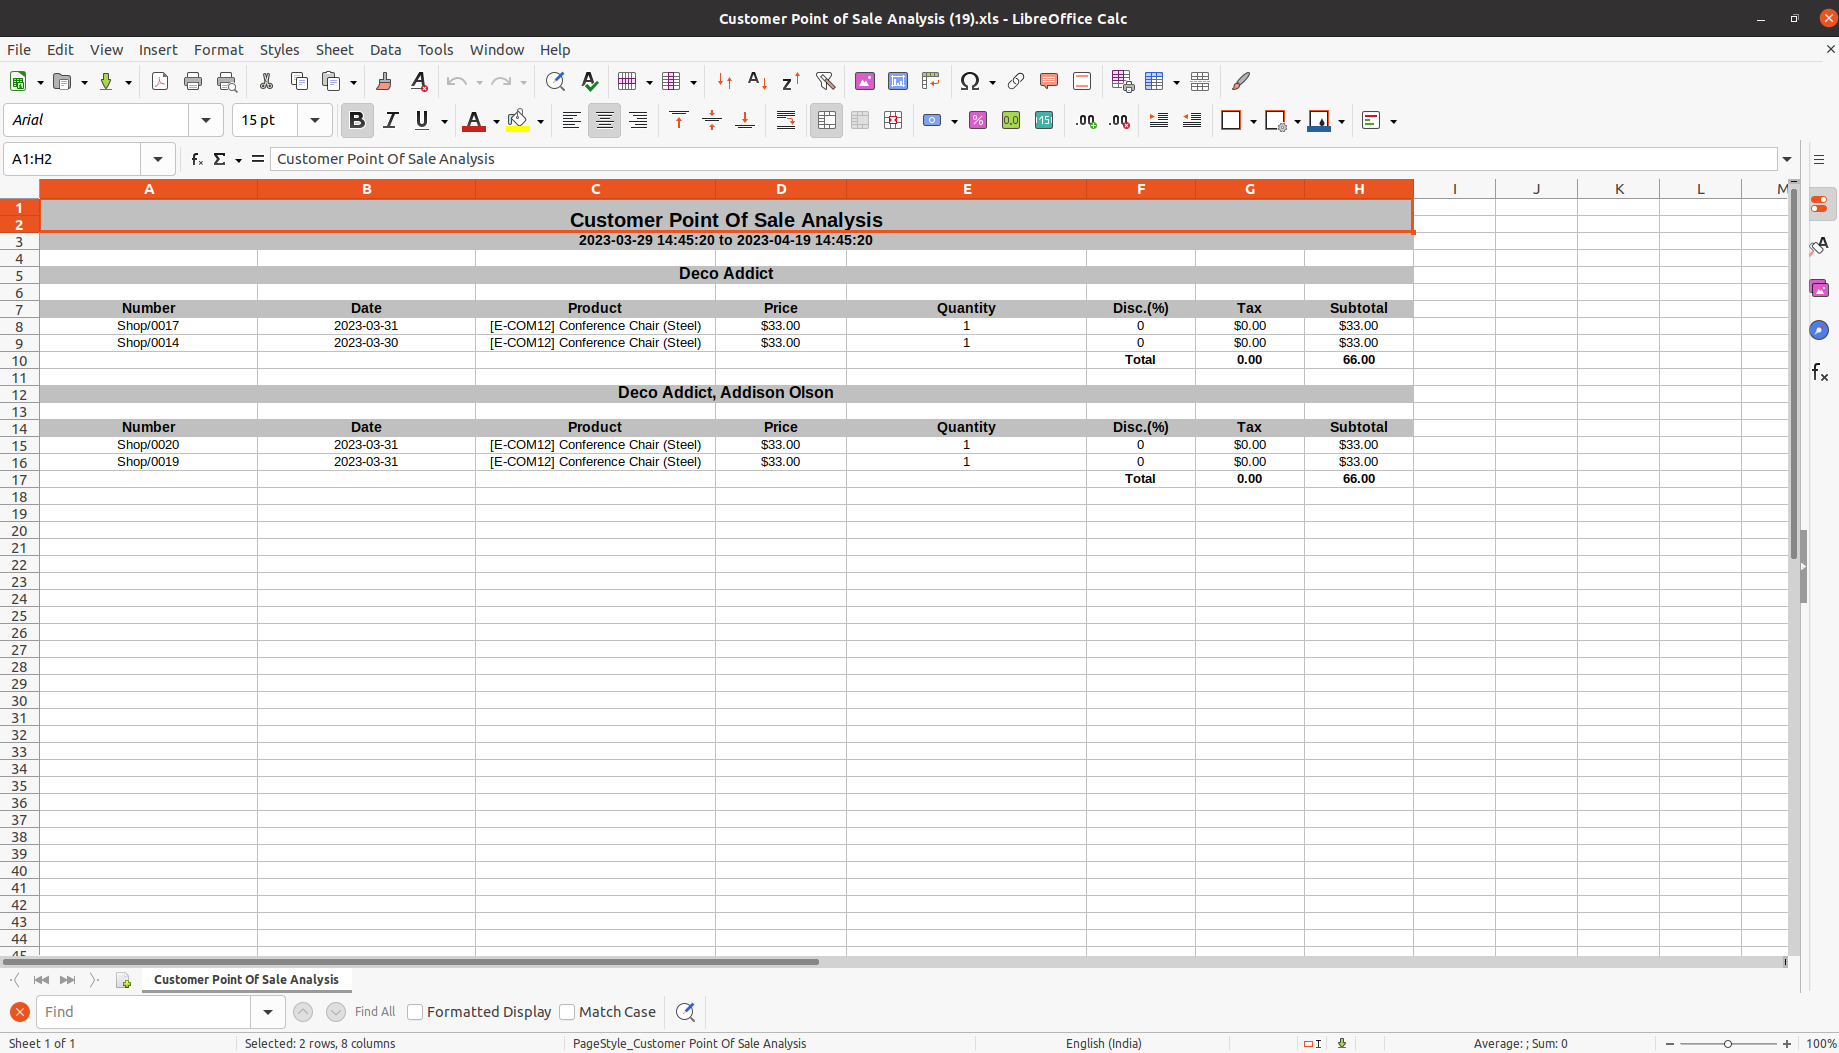 Customer Point of Sale Analysis (19).xls - LibreOffice Calc
File Edit View Insert Format Styles Sheet Data Tools Window Help
Arial 15 pt
A1:H2 Customer Point Of Sale Analysis
A B C D E F G H I J K L M
1
2 Customer Point Of Sale Analysis
3 2023-03-29 14:45:20 to 2023-04-19 14:45:20
4
5 Deco Addict
6
7 Number Date Product Price Quantity Disc.(%) Tax Subtotal
8 Shop/0017 2023-03-31 [E-COM12] Conference Chair (Steel) $33.00 1 0 $0.00 $33.00
9 Shop/0014 2023-03-30 [E-COM12] Conference Chair (Steel) $33.00 1 0 $0.00 $33.00
10 Total 0.00 66.00
11
12 Deco Addict, Addison Olson
13
14 Number Date Product Price Quantity Disc.(%) Tax Subtotal
15 Shop/0020 2023-03-31 [E-COM12] Conference Chair (Steel) $33.00 1 0 $0.00 $33.00
16 Shop/0019 2023-03-31 [E-COM12] Conference Chair (Steel) $33.00 1 0 $0.00 $33.00
17 Total 0.00 66.00
18
19
20
21
22
23
24
25
26
27
28
29
30
31
32
33
34
35
36
37
38
39
40
41
42
43
44
45
Customer Point Of Sale Analysis
Find Find All Formatted Display Match Case
Sheet 1 of 1 Selected: 2 rows, 8 columns PageStyle_Customer Point Of Sale Analysis English (India) Average: ; Sum: 0 100%